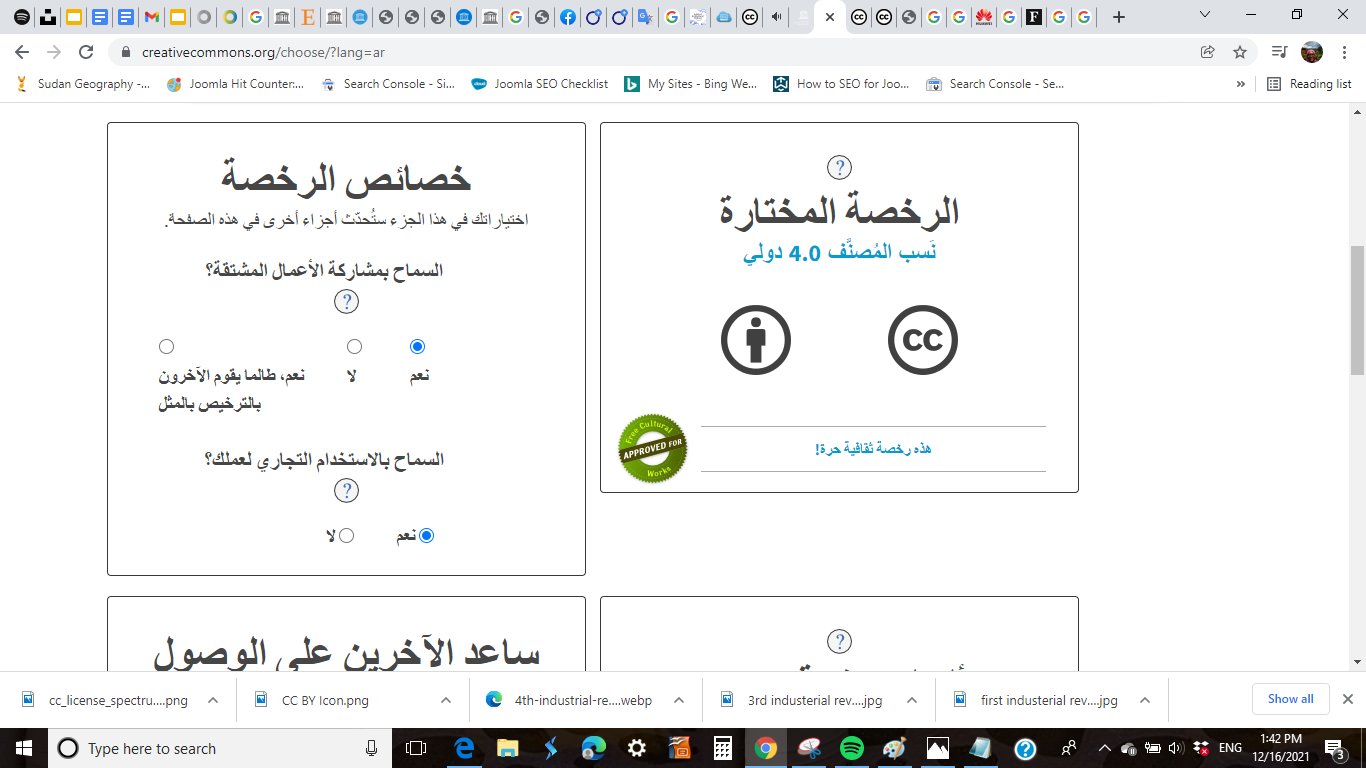 creativecommons.org/choose/?lang=ar
Sudan Geography -...
Joomla Hit Counter:...
Search Console - Si...
Joomla SEO Checklist
My Sites - Bing We...
How to SEO for Joo...
Search Console - Se...
»
Reading list
خصائص الرخصة
اختياراتك في هذا الجزء ستُحدّث أجزاء أخرى في هذه الصفحة.
السماح بمشاركة الأعمال المشتقة؟
?
نعم
لا
نعم، طالما يقوم الآخرون
بالترخيص بالمثل
السماح بالاستخدام التجاري لعملك؟
?
نعم
لا
?
الرخصة المختارة
نَسب المُصنَّف 4.0 دولي
cc
Free Cultural
APPROVED FOR
Works
هذه رخصة ثقافية حرة!
ساعد الآخرين على الوصول
?
cc_license_spectru....png
CC BY Icon.png
4th-industrial-re....webp
3rd industerial rev....jpg
first industerial rev....jpg
Show all
Type here to search
ENG
1:42 PM
12/16/2021
3